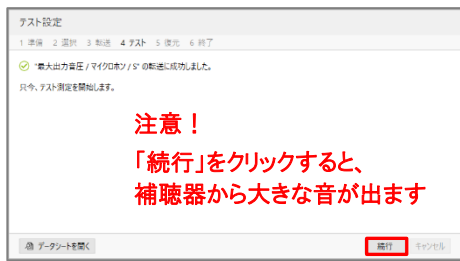 テスト設定
1 準備 2 選択 3 転送 4 テスト 5 復元 6 終了
"最大出力音圧 / マイクロホン / S" の転送に成功しました。
只今、テスト測定を開始します。
注意！
「続行」をクリックすると、
補聴器から大きな音が出ます
データシートを開く 続行 キャンセル